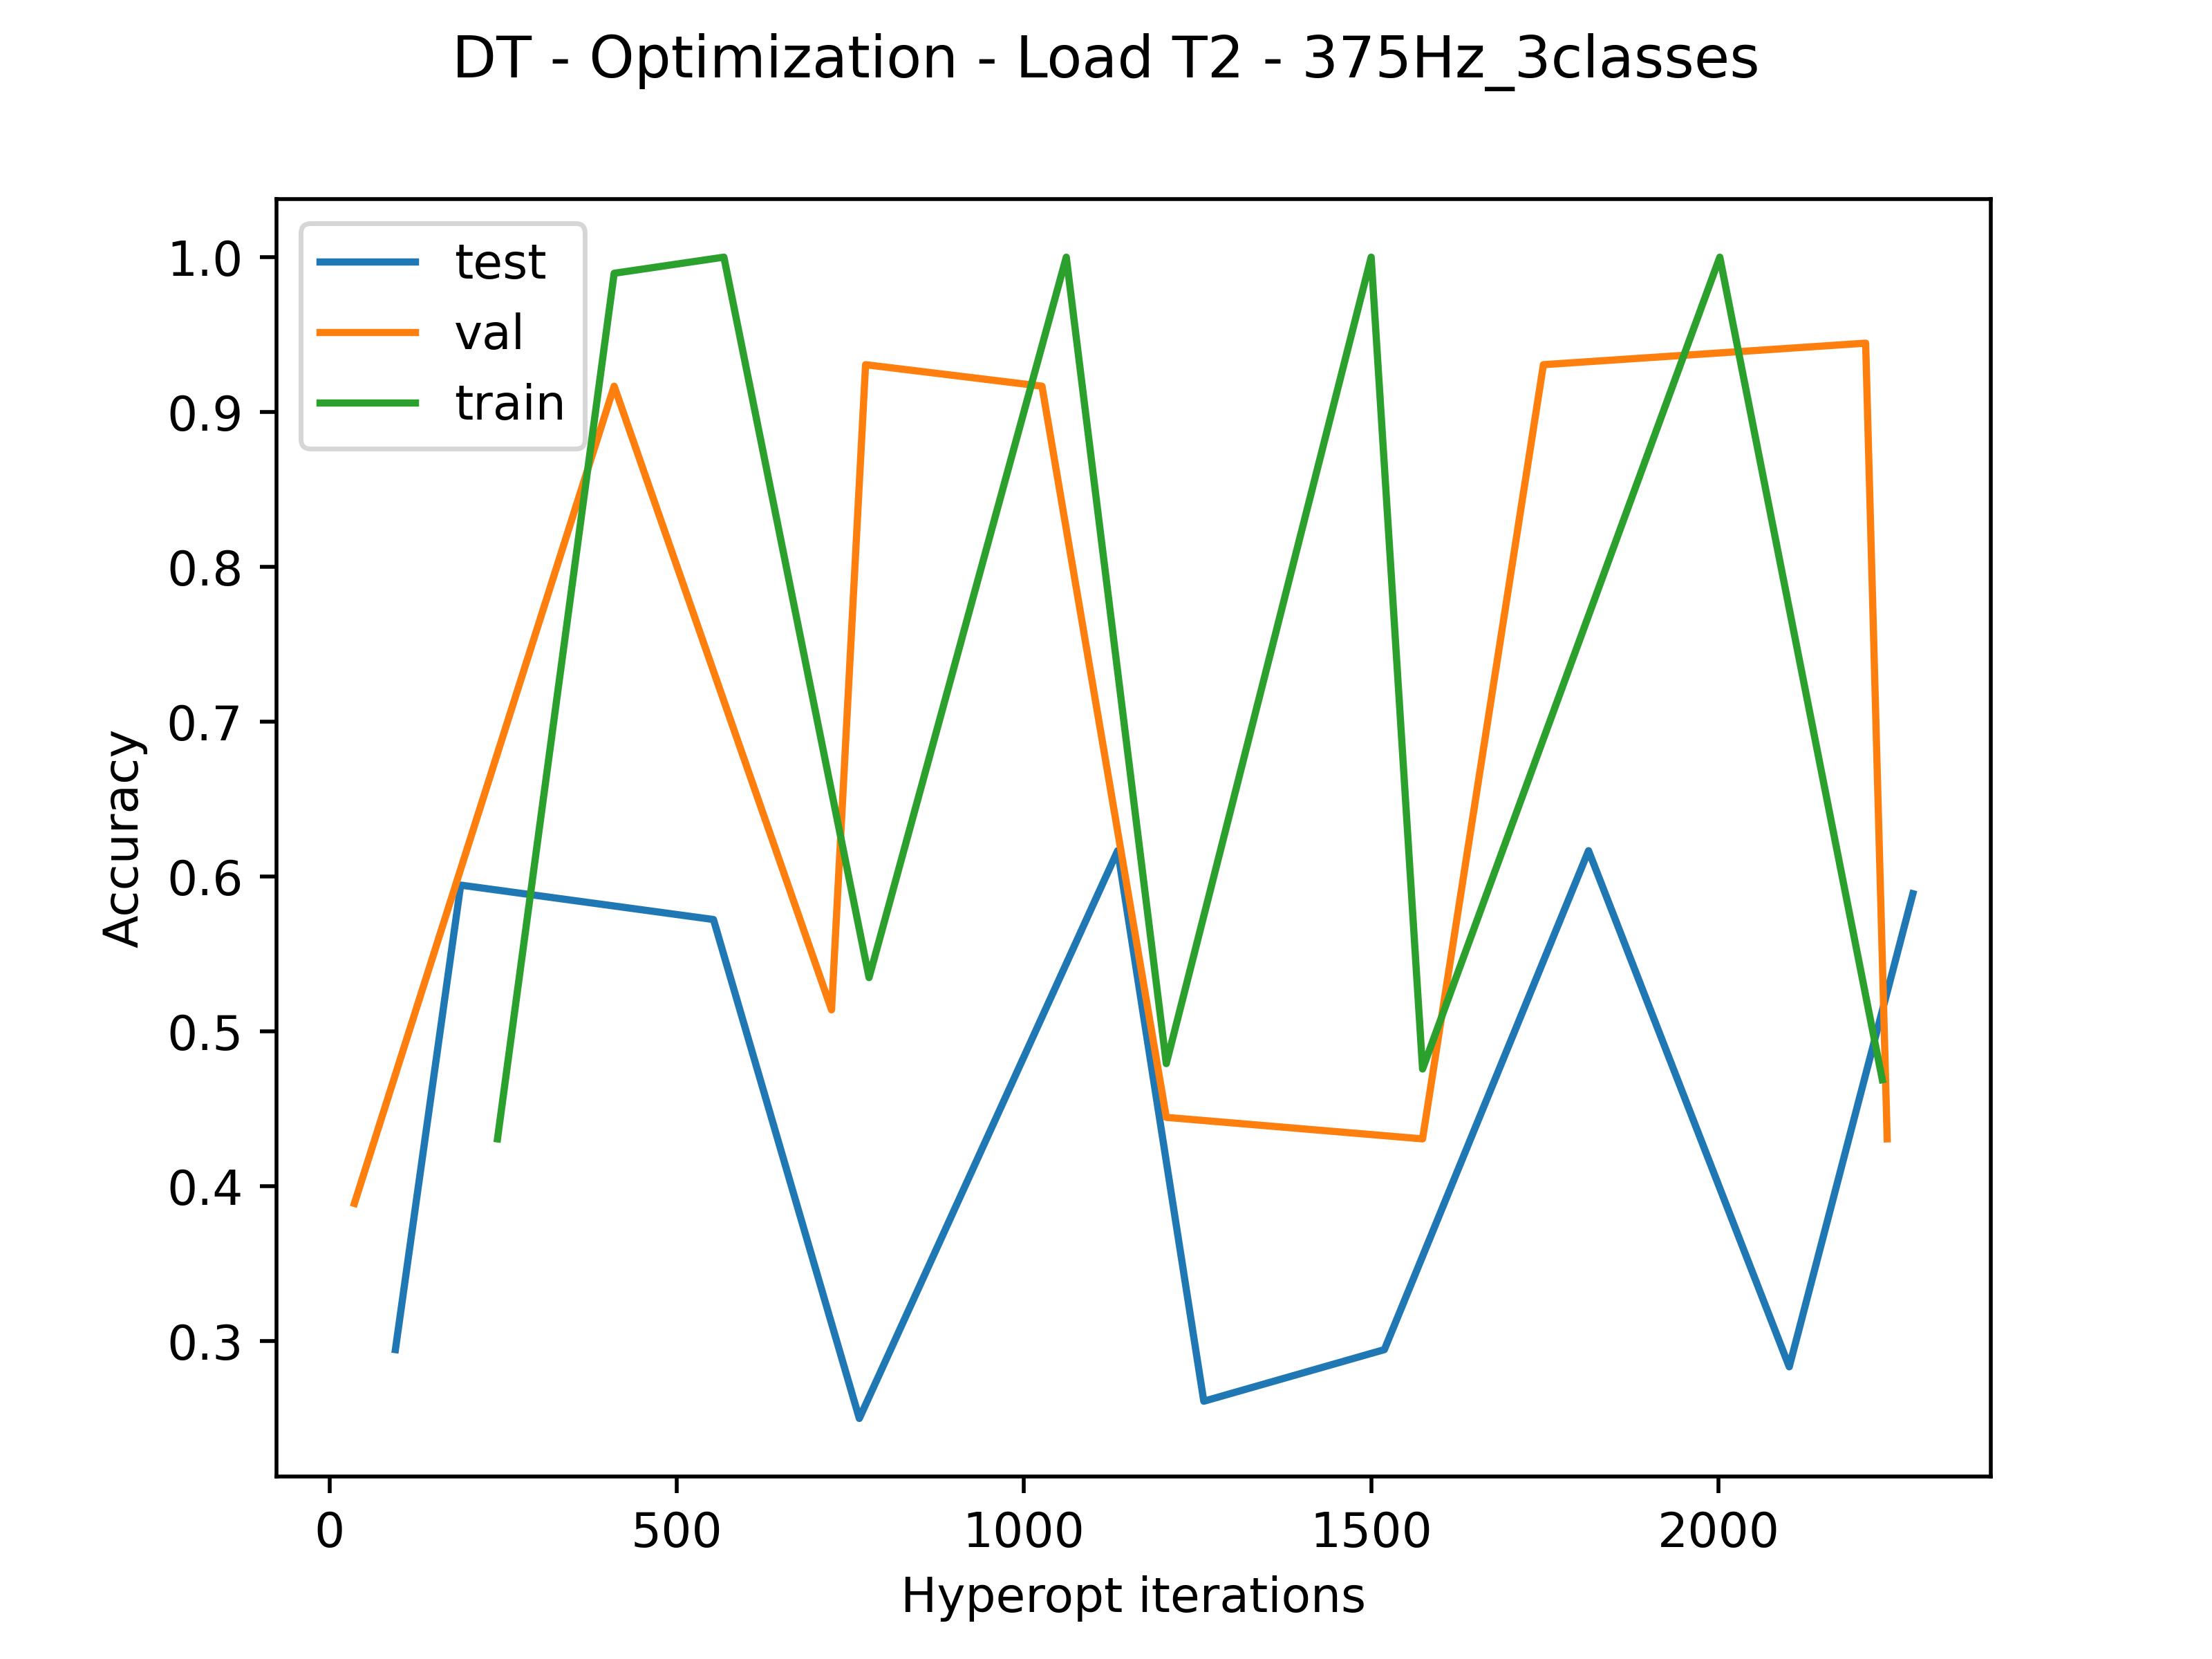 DT - Optimization - Load T2 - 375Hz_3classes
test
val
train
1.0
0.9
0.8
0.7
0.6
0.5
0.4
0.3
Accuracy
0 500 1000 1500 2000
Hyperopt iterations